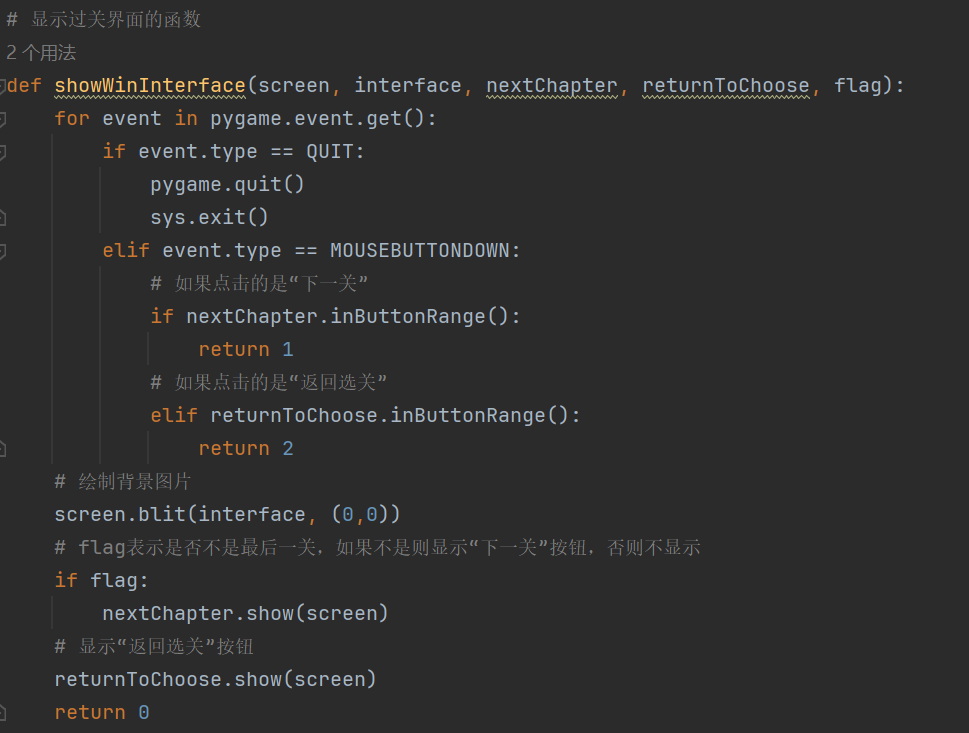 # 显示过关界面的函数
2 个用法
def showWinInterface(screen, interface, nextChapter, returnToChoose, flag):
    for event in pygame.event.get():
        if event.type == QUIT:
            pygame.quit()
            sys.exit()
        elif event.type == MOUSEBUTTONDOWN:
            # 如果点击的是“下一关”
            if nextChapter.inButtonRange():
                return 1
            # 如果点击的是“返回选关”
            elif returnToChoose.inButtonRange():
                return 2
    # 绘制背景图片
    screen.blit(interface, (0,0))
    # flag表示是否不是最后一关，如果不是则显示“下一关”按钮，否则不显示
    if flag:
        nextChapter.show(screen)
    # 显示“返回选关”按钮
    returnToChoose.show(screen)
    return 0